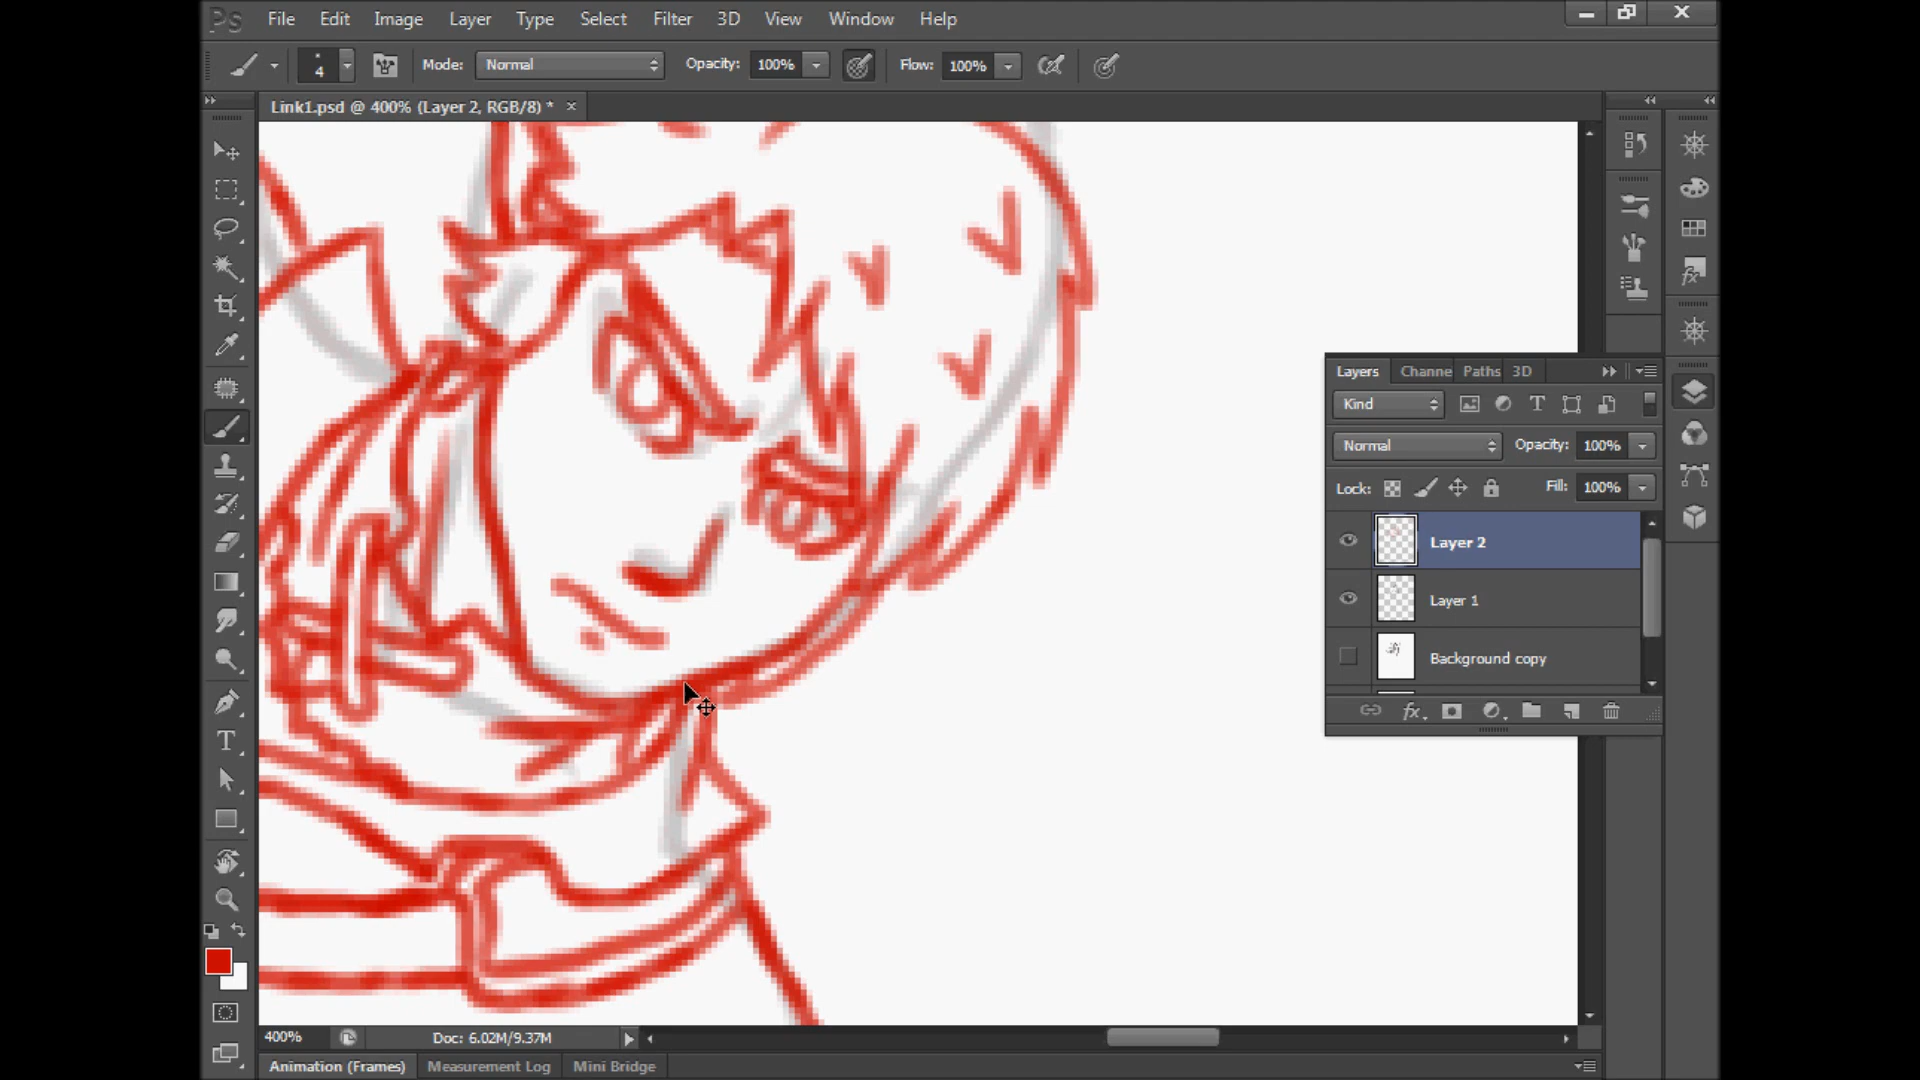 Ps File Edit Image Layer Type Select Filter 3D View Window Help
4 Mode: Normal Opacity: 100% Flow: 100%
Link1.psd @ 400% (Layer 2, RGB/8) *
Layers Channe Paths 3D
Kind
Normal Opacity: 100%
Lock: Fill: 100%
Layer 2
Layer 1
Background copy
fx
400% Doc: 6.02M/9.37M
Animation (Frames) Measurement Log Mini Bridge